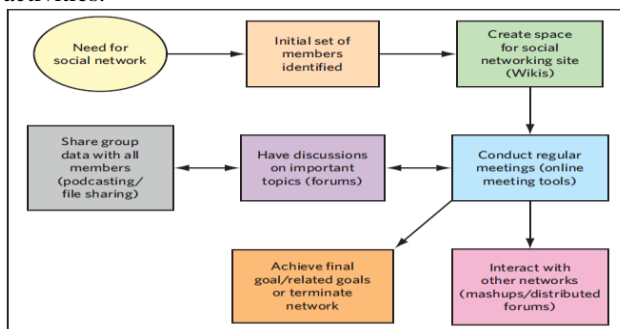 activities.
Need for
social network
Initial set of
members
identified
Create space
for social
networking site
(Wikis)
Share group
data with all
members
(podcasting/
file sharing)
Have discussions
on important
topics (forums)
Conduct regular
meetings (online
meeting tools)
Achieve final
goal/related goals
or terminate
network
Interact with
other networks
(mashups/distributed
forums)